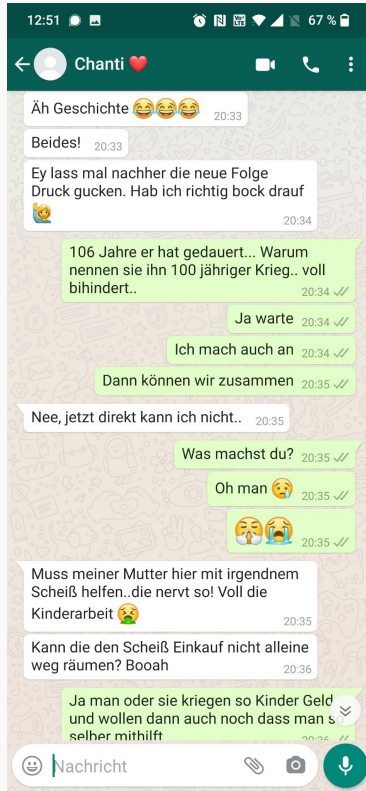 12:51 67 %
Chanti
Äh Geschichte 😂😂😂 20:33
Beides! 20:33
Ey lass mal nachher die neue Folge
Druck gucken. Hab ich richtig bock drauf
20:34
106 Jahre er hat gedauert... Warum
nennen sie ihn 100 jähriger Krieg.. voll
bihindert..
20:34
Ja warte 20:34
Ich mach auch an 20:34
Dann können wir zusammen 20:35
Nee, jetzt direkt kann ich nicht.. 20:35
Was machst du? 20:35
Oh man 😢 20:35
😤😭 20:35
Muss meiner Mutter hier mit irgendnem
Scheiß helfen..die nervt so! Voll die
Kinderarbeit 🤮
20:35
Kann die den Scheiß Einkauf nicht alleine
weg räumen? Booah
20:36
Ja man oder sie kriegen so Kinder Geld
und wollen dann auch noch dass man so
selber mithilft 20:36
Nachricht